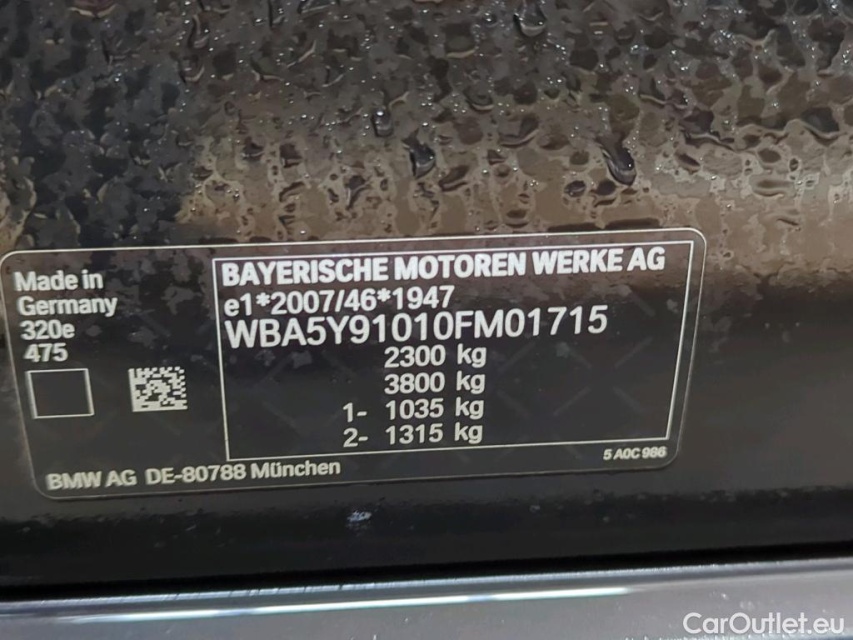 Made in
Germany
320e
475
BAYERISCHE MOTOREN WERKE AG
e1*2007/46*1947
WBA5Y91010FM01715
2300 kg
3800 kg
1- 1035 kg
2- 1315 kg
5 A0C 986
BMW AG DE-80788 München
CarOutlet.eu